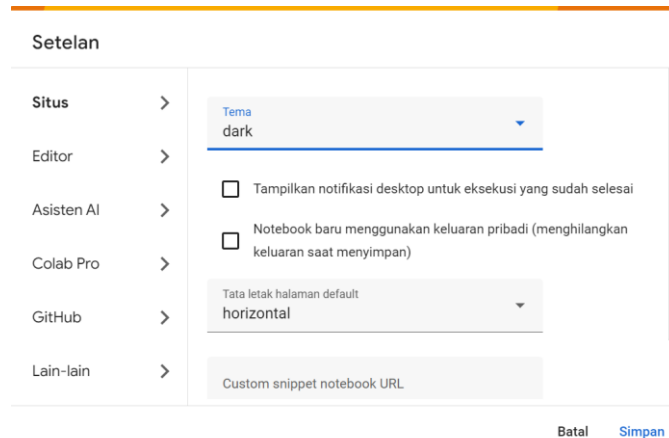 Setelan
Situs
Editor
Asisten AI
Colab Pro
GitHub
Lain-lain
Tema
dark
Tampilkan notifikasi desktop untuk eksekusi yang sudah selesai
Notebook baru menggunakan keluaran pribadi (menghilangkan
keluaran saat menyimpan)
Tata letak halaman default
horizontal
Custom snippet notebook URL
Batal
Simpan